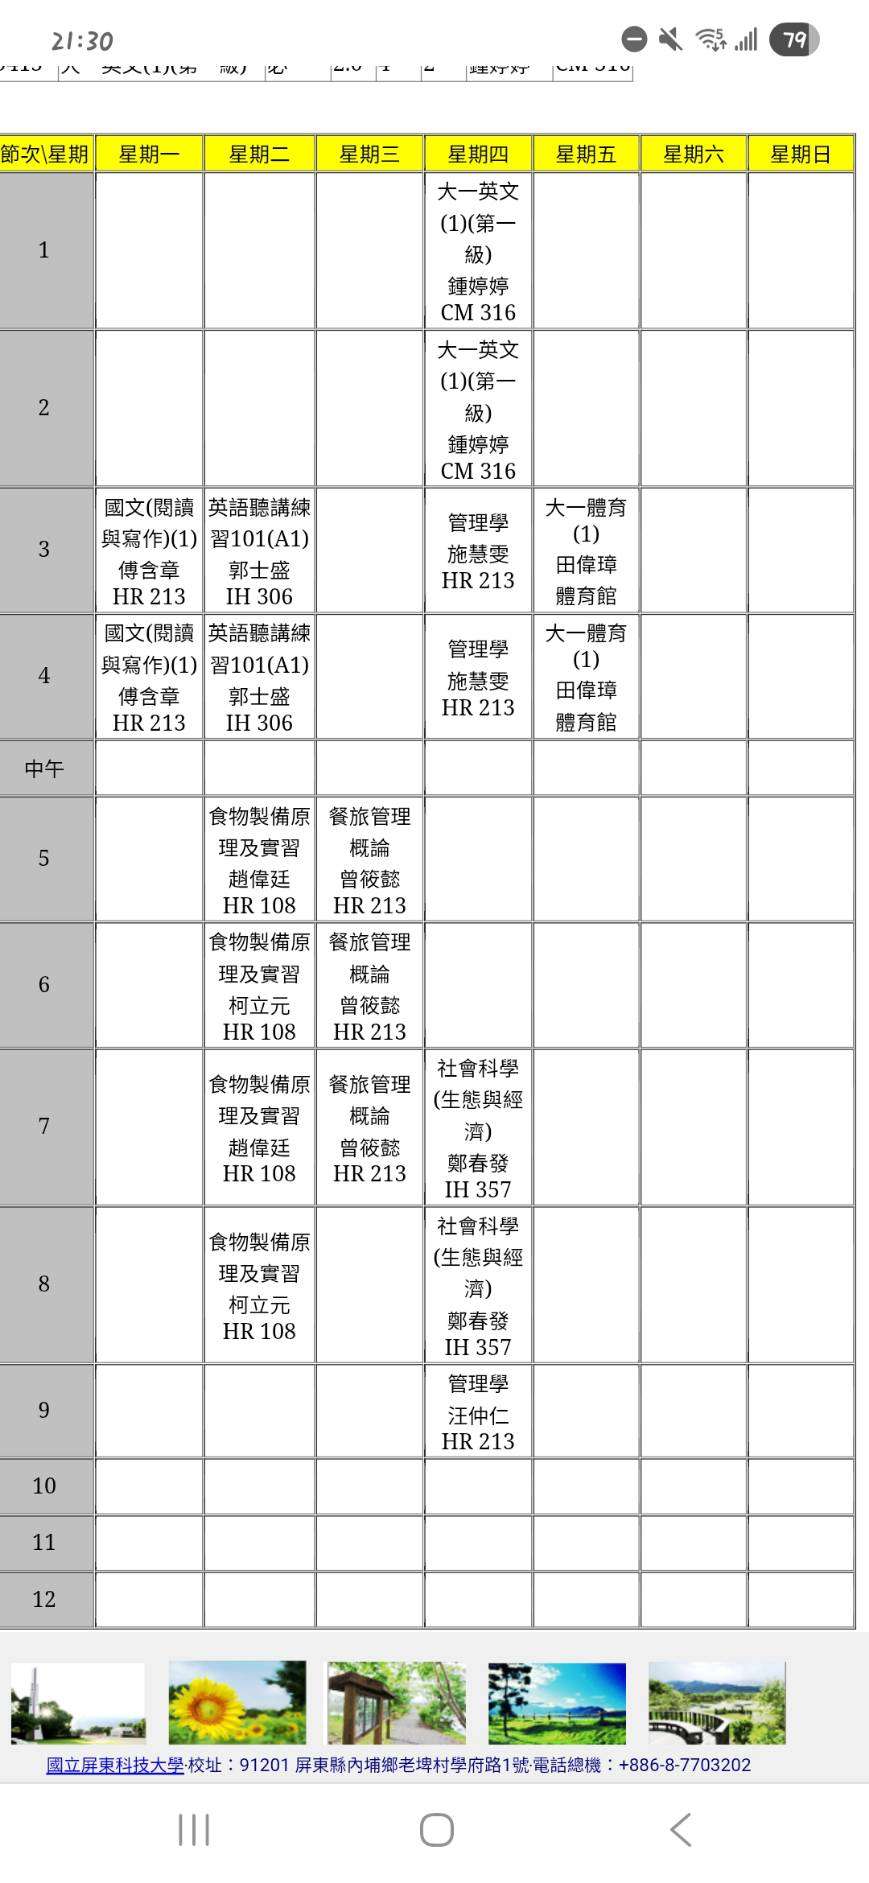 21:30
79
英文(1)(第 級) 必 2.0 4 2 鍾婷婷 CM 316
節次\星期 星期一 星期二 星期三 星期四 星期五 星期六 星期日
1
大一英文
(1)(第一
級)
鍾婷婷
CM 316
2
大一英文
(1)(第一
級)
鍾婷婷
CM 316
3
國文(閱讀
與寫作)(1)
傅含章
HR 213
英語聽講練
習101(A1)
郭士盛
IH 306
管理學
施慧雯
HR 213
大一體育
(1)
田偉璋
體育館
4
國文(閱讀
與寫作)(1)
傅含章
HR 213
英語聽講練
習101(A1)
郭士盛
IH 306
管理學
施慧雯
HR 213
大一體育
(1)
田偉璋
體育館
中午
5
食物製備原
理及實習
趙偉廷
HR 108
餐旅管理
概論
曾筱懿
HR 213
6
食物製備原
理及實習
柯立元
HR 108
餐旅管理
概論
曾筱懿
HR 213
7
食物製備原
理及實習
趙偉廷
HR 108
餐旅管理
概論
曾筱懿
HR 213
社會科學
(生態與經
濟)
鄭春發
IH 357
8
食物製備原
理及實習
柯立元
HR 108
社會科學
(生態與經
濟)
鄭春發
IH 357
9
管理學
汪仲仁
HR 213
10
11
12
國立屏東科技大學‧校址：91201 屏東縣內埔鄉老埤村學府路1號‧電話總機：+886-8-7703202